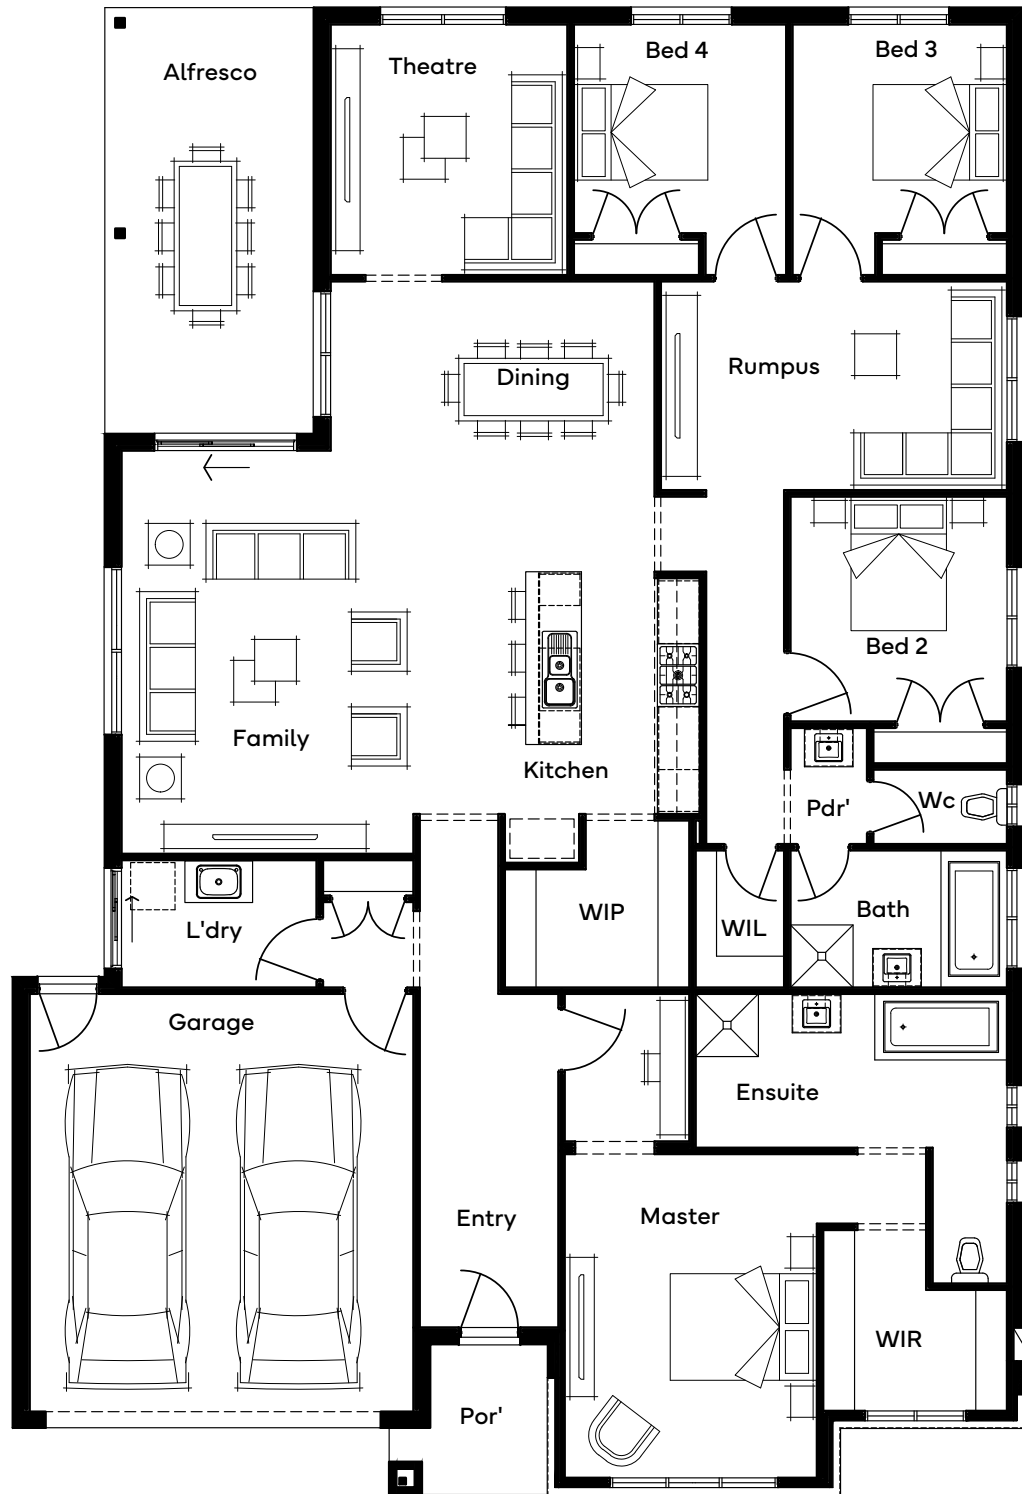 Alfresco
Theatre
Bed 4
Bed 3
Dining
Rumpus
Bed 2
Family
Kitchen
Pdr'
Wc
L'dry
WIP
WIL
Bath
Garage
Ensuite
Entry
Master
WIR
Por'